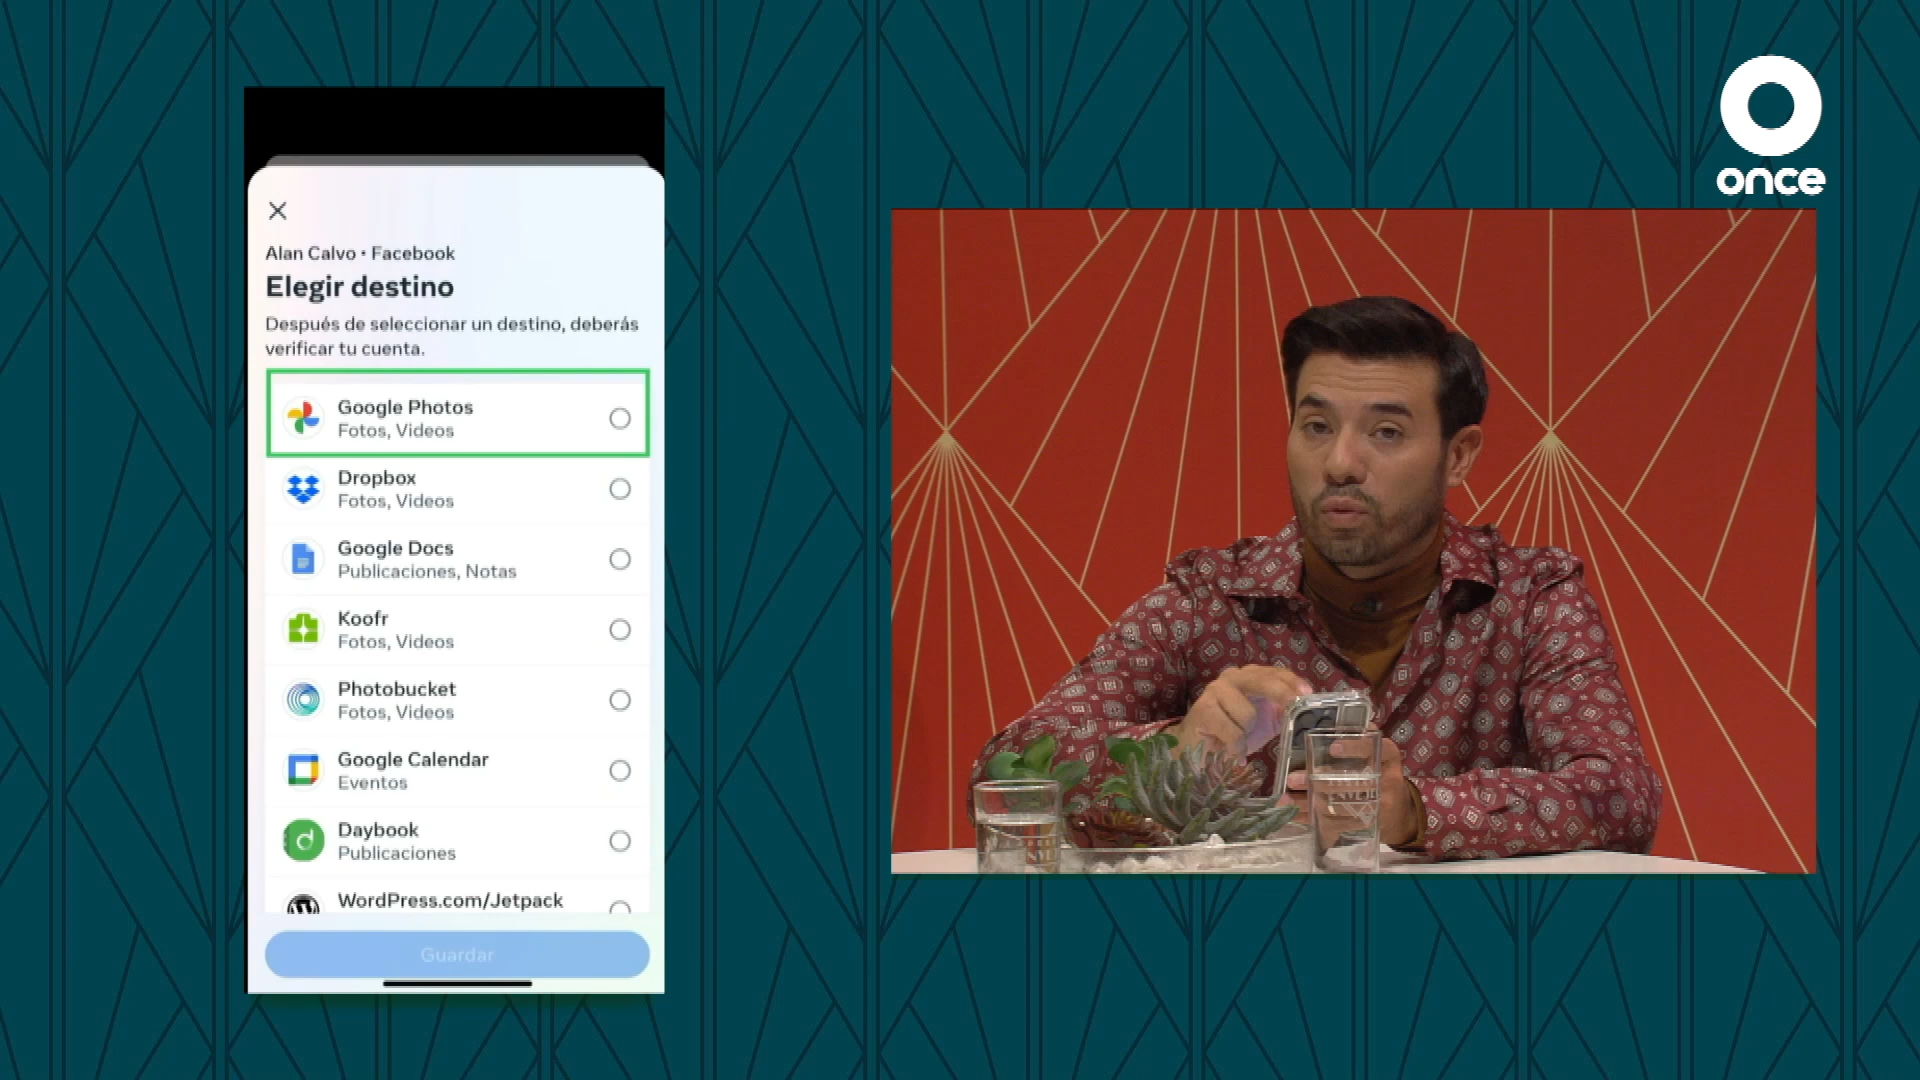 once
Alan Calvo • Facebook
Elegir destino
Después de seleccionar un destino, deberás
verificar tu cuenta.
Google Photos
Fotos, Videos
Dropbox
Fotos, Videos
Google Docs
Publicaciones, Notas
Koofr
Fotos, Videos
Photobucket
Fotos, Videos
Google Calendar
Eventos
Daybook
Publicaciones
WordPress.com/Jetpack
Guardar